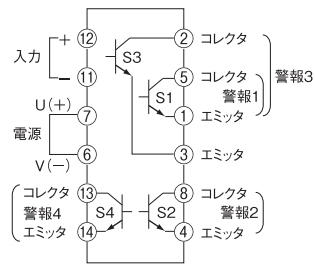 ⑫ ② コレクタ
入力 + S3
− ⑪ ⑤ コレクタ 警報3
U(+) ⑦ S1 警報1
① エミッタ
電源
V(−) ⑥ ③ エミッタ
コレクタ ⑬ ⑧ コレクタ
警報4 S4 S2 警報2
エミッタ ⑭ ④ エミッタ